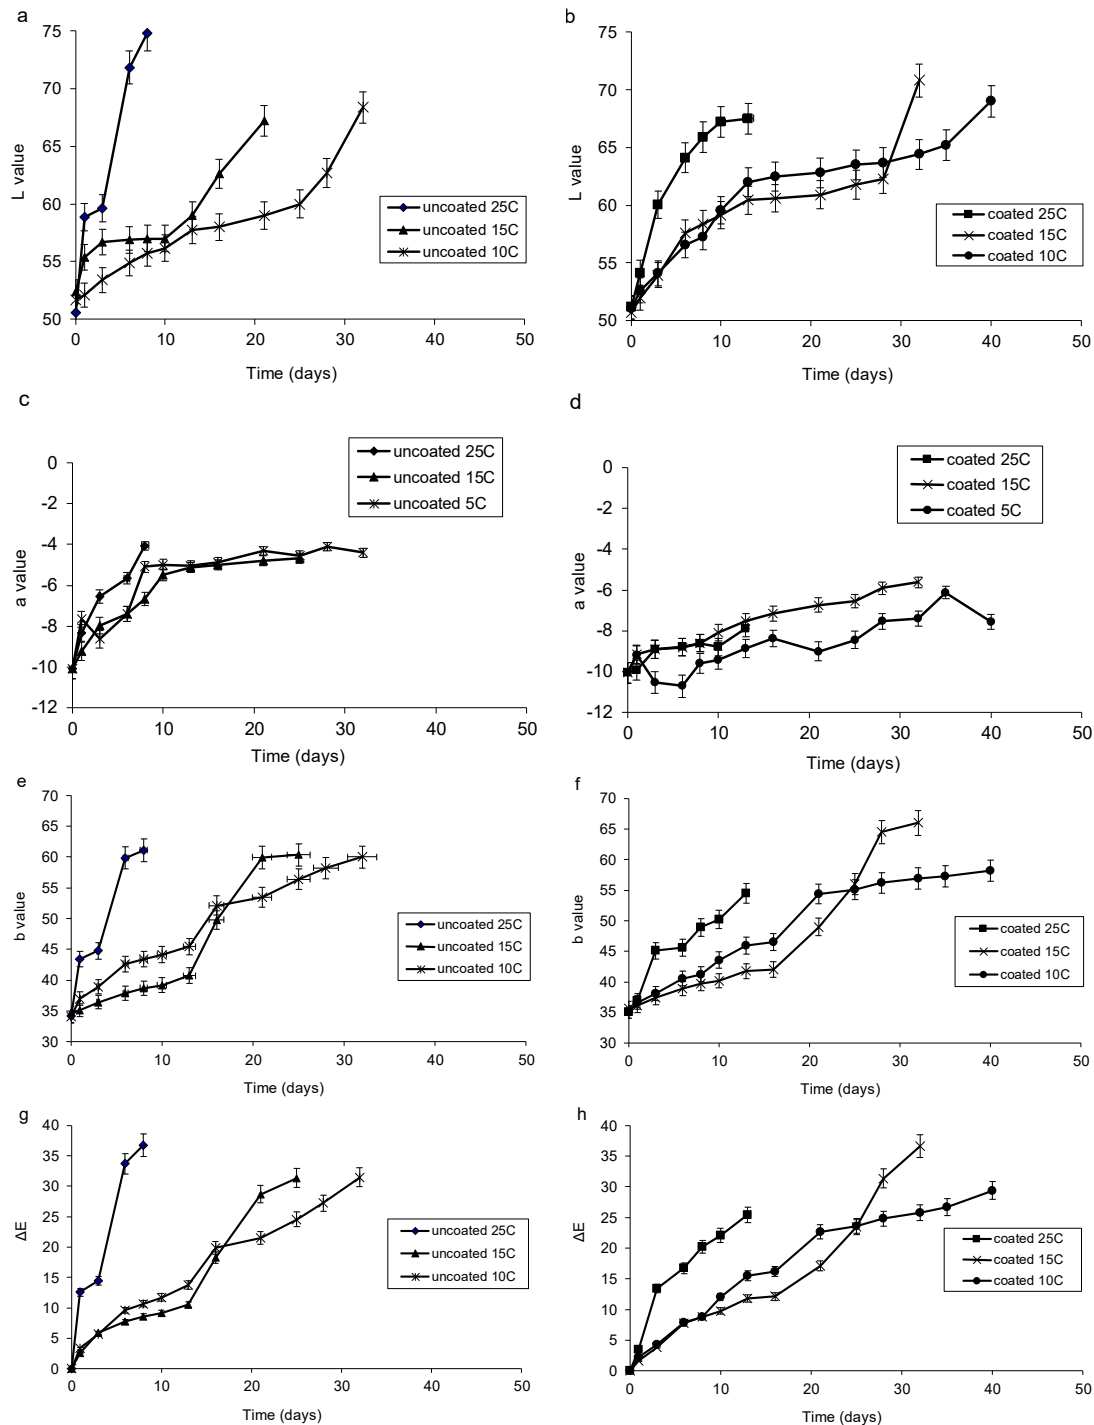 a
75
70
65
60
55
50
L value
0
10
20
30
40
50
Time (days)
uncoated 25C
uncoated 15C
uncoated 10C
b
75
70
65
60
55
50
L value
0
10
20
30
40
50
Time (days)
coated 25C
coated 15C
coated 10C
c
0
-2
-4
-6
-8
-10
-12
a value
0
10
20
30
40
50
Time (days)
uncoated 25C
uncoated 15C
uncoated 5C
d
0
-2
-4
-6
-8
-10
-12
a value
0
10
20
30
40
50
Time (days)
coated 25C
coated 15C
coated 5C
e
70
65
60
55
50
45
40
35
30
b value
0
10
20
30
40
50
Time (days)
uncoated 25C
uncoated 15C
uncoated 10C
f
70
65
60
55
50
45
40
35
30
b value
0
10
20
30
40
50
Time (days)
coated 25C
coated 15C
coated 10C
g
40
35
30
25
20
15
10
5
0
ΔE
0
10
20
30
40
50
Time (days)
uncoated 25C
uncoated 15C
uncoated 10C
h
40
35
30
25
20
15
10
5
0
ΔE
0
10
20
30
40
50
Time (days)
coated 25C
coated 15C
coated 10C